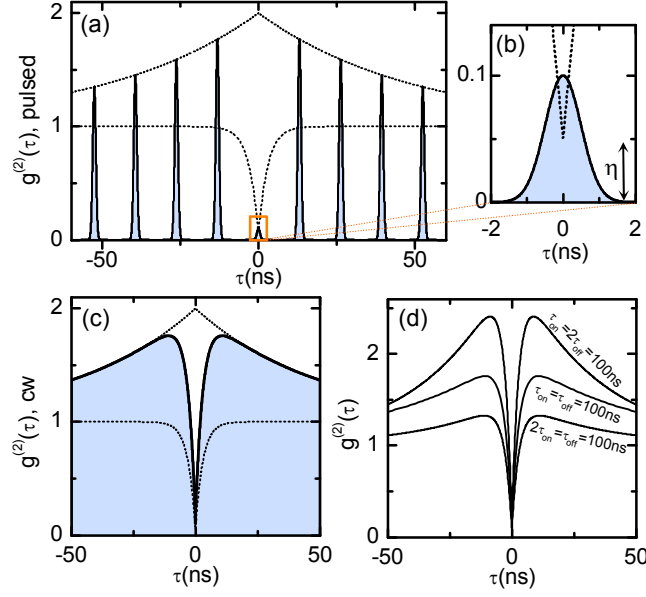 (a)
g⁽²⁾(τ), pulsed
2
1
0
-50
0
50
τ(ns)
(b)
0.1
0
η
-2
0
2
τ(ns)
(c)
g⁽²⁾(τ), cw
2
1
0
-50
0
50
τ(ns)
(d)
g⁽²⁾(τ)
2
1
0
τon=2τoff=100ns
τon=τoff=100ns
2τon=τoff=100ns
-50
0
50
τ(ns)